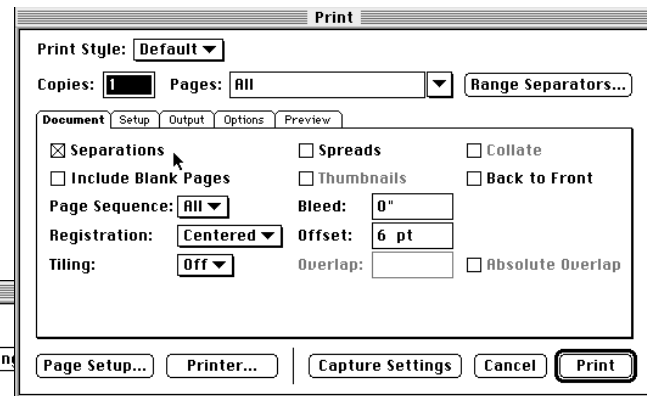 Print
Print Style: Default
Copies: 1 Pages: All Range Separators...
Document Setup Output Options Preview
Separations Spreads Collate
Include Blank Pages Thumbnails Back to Front
Page Sequence: All Bleed: 0"
Registration: Centered Offset: 6 pt
Tiling: Off Overlap: Absolute Overlap
Page Setup... Printer... Capture Settings Cancel Print